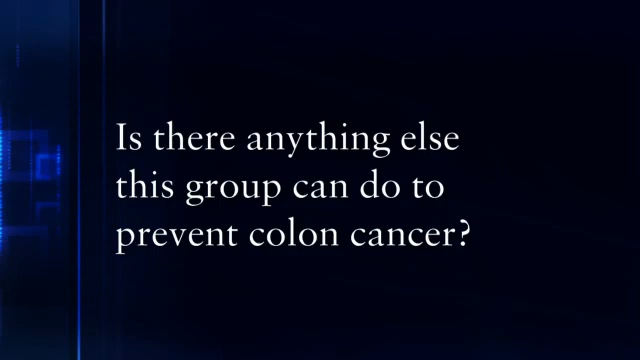 Is there anything else
this group can do to
prevent colon cancer?